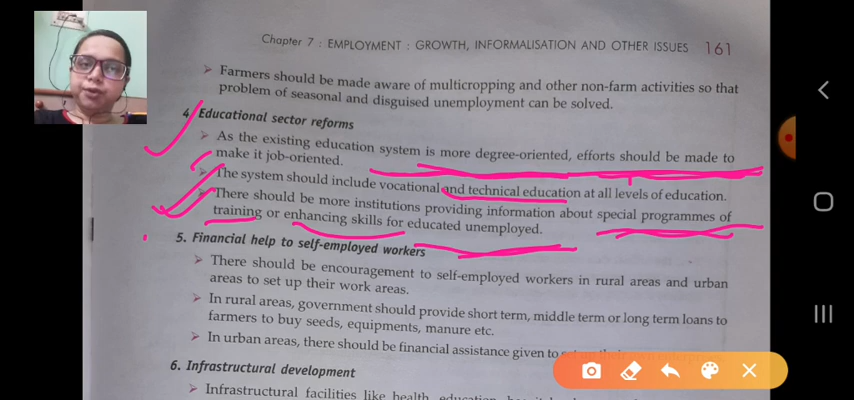 Chapter 7 : EMPLOYMENT : GROWTH, INFORMALISATION AND OTHER ISSUES 161
➢ Farmers should be made aware of multicropping and other non-farm activities so that
problem of seasonal and disguised unemployment can be solved.
4. Educational sector reforms
➢ As the existing education system is more degree-oriented, efforts should be made to
make it job-oriented.
➢ The system should include vocational and technical education at all levels of education.
➢ There should be more institutions providing information about special programmes of
training or enhancing skills for educated unemployed.
5. Financial help to self-employed workers
➢ There should be encouragement to self-employed workers in rural areas and urban
areas to set up their work areas.
➢ In rural areas, government should provide short term, middle term or long term loans to
farmers to buy seeds, equipments, manure etc.
➢ In urban areas, there should be financial assistance given to
6. Infrastructural development
➢ Infrastructural facilities like health,